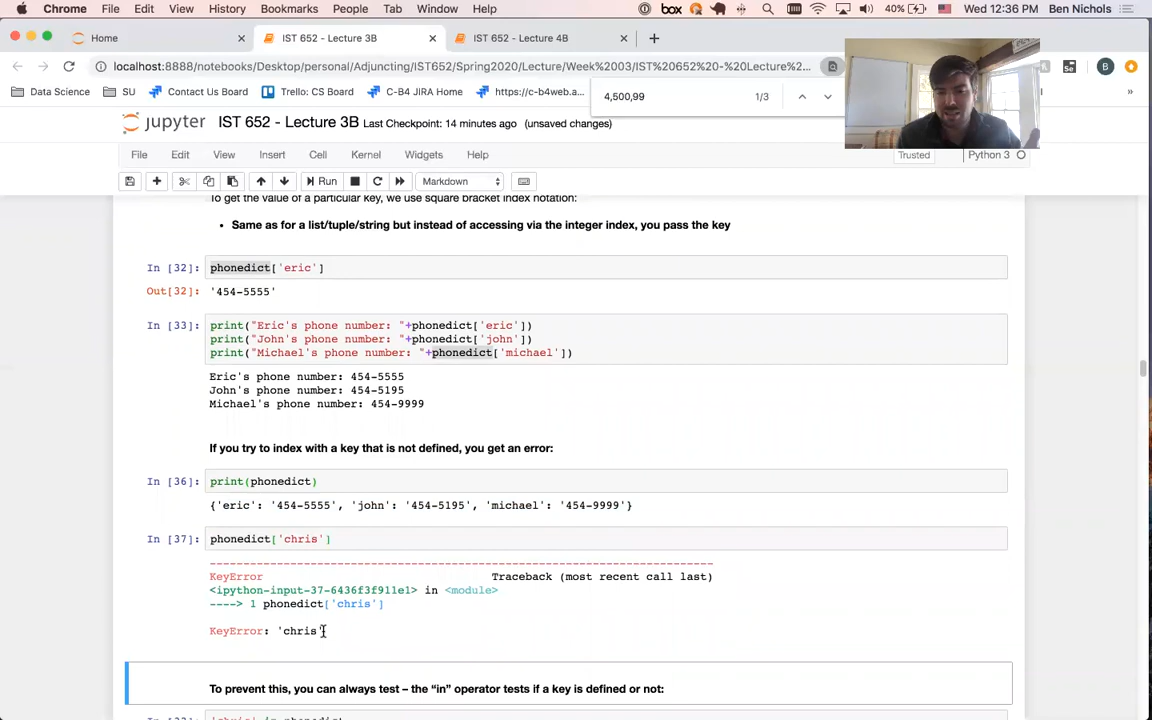 Chrome File Edit View History Bookmarks People Tab Window Help box 40% Wed 12:36 PM Ben Nichols
Home IST 652 - Lecture 3B IST 652 - Lecture 4B
localhost:8888/notebooks/Desktop/personal/Adjuncting/IST652/Spring2020/Lecture/Week%2003/IST%20652%20-%20Lecture%2...
4,500,99 1/3
Data Science SU Contact Us Board Trello: CS Board C-B4 JIRA Home https://c-b4web.a...
jupyter IST 652 - Lecture 3B Last Checkpoint: 14 minutes ago (unsaved changes)
File Edit View Insert Cell Kernel Widgets Help Trusted Python 3
Run Markdown
To get the value of a particular key, we use square bracket index notation:
• Same as for a list/tuple/string but instead of accessing via the integer index, you pass the key
In [32]: phonedict['eric']
Out[32]: '454-5555'
In [33]: print("Eric's phone number: "+phonedict['eric'])
print("John's phone number: "+phonedict['john'])
print("Michael's phone number: "+phonedict['michael'])
Eric's phone number: 454-5555
John's phone number: 454-5195
Michael's phone number: 454-9999
If you try to index with a key that is not defined, you get an error:
In [36]: print(phonedict)
{'eric': '454-5555', 'john': '454-5195', 'michael': '454-9999'}
In [37]: phonedict['chris']
---------------------------------------------------------------------------
KeyError Traceback (most recent call last)
<ipython-input-37-6436f3f911e1> in <module>
----> 1 phonedict['chris']
KeyError: 'chris'
To prevent this, you can always test – the “in” operator tests if a key is defined or not: